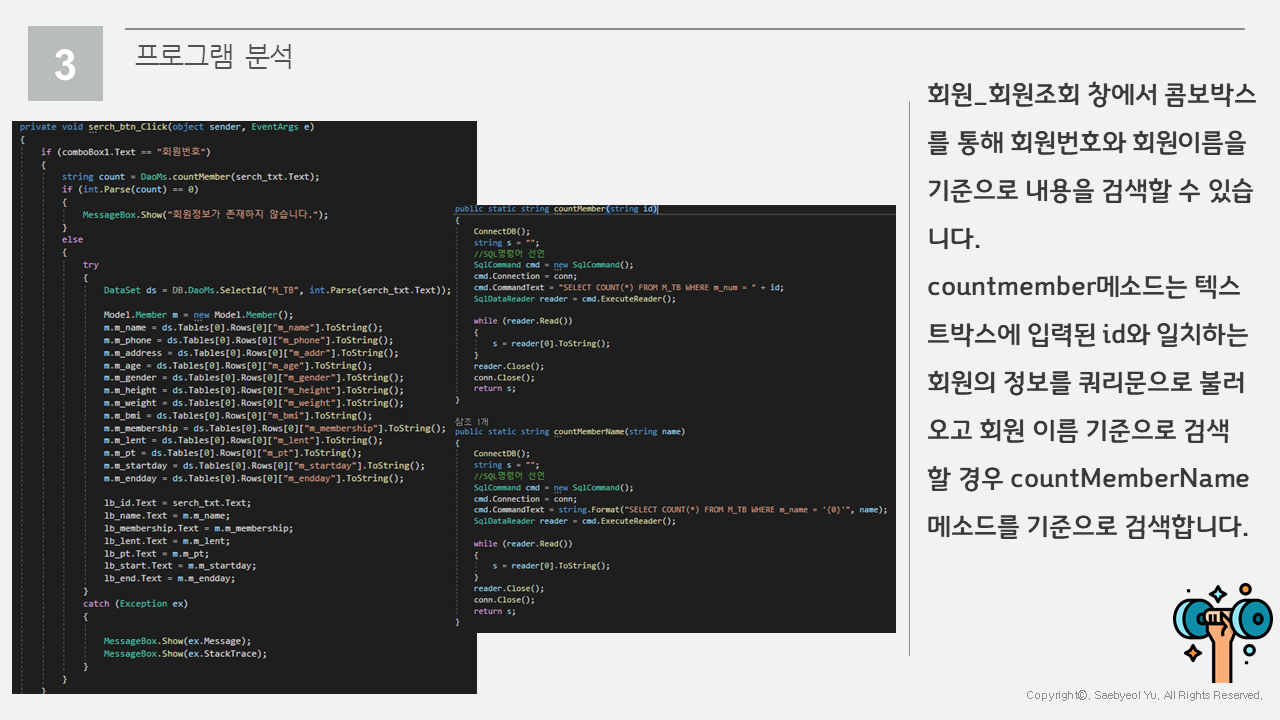 3
프로그램 분석
private void serch_btn_Click(object sender, EventArgs e)
{
if (comboBox1.Text == "회원번호")
{
string count = DaoMs.countMember(serch_txt.Text);
if (int.Parse(count) == 0)
{
MessageBox.Show("회원정보가 존재하지 않습니다.");
}
else
{
try
{
DataSet ds = DB.DaoMs.SelectId("M_TB", int.Parse(serch_txt.Text));
Model.Member m = new Model.Member();
m.m_name = ds.Tables[0].Rows[0]["m_name"].ToString();
m.m_phone = ds.Tables[0].Rows[0]["m_phone"].ToString();
m.m_address = ds.Tables[0].Rows[0]["m_addr"].ToString();
m.m_age = ds.Tables[0].Rows[0]["m_age"].ToString();
m.m_gender = ds.Tables[0].Rows[0]["m_gender"].ToString();
m.m_height = ds.Tables[0].Rows[0]["m_height"].ToString();
m.m_weight = ds.Tables[0].Rows[0]["m_weight"].ToString();
m.m_bmi = ds.Tables[0].Rows[0]["m_bmi"].ToString();
m.m_membership = ds.Tables[0].Rows[0]["m_membership"].ToString();
m.m_lent = ds.Tables[0].Rows[0]["m_lent"].ToString();
m.m_pt = ds.Tables[0].Rows[0]["m_pt"].ToString();
m.m_startday = ds.Tables[0].Rows[0]["m_startday"].ToString();
m.m_endday = ds.Tables[0].Rows[0]["m_endday"].ToString();
lb_id.Text = serch_txt.Text;
lb_name.Text = m.m_name;
lb_membership.Text = m.m_membership;
lb_lent.Text = m.m_lent;
lb_pt.Text = m.m_pt;
lb_start.Text = m.m_startday;
lb_end.Text = m.m_endday;
}
catch (Exception ex)
{
MessageBox.Show(ex.Message);
MessageBox.Show(ex.StackTrace);
}
}
}
public static string countMember(string id)
{
ConnectDB();
string s = "";
//SQL명령어 선언
SqlCommand cmd = new SqlCommand();
cmd.Connection = conn;
cmd.CommandText = "SELECT COUNT(*) FROM M_TB WHERE m_num = " + id;
SqlDataReader reader = cmd.ExecuteReader();
while (reader.Read())
{
s = reader[0].ToString();
}
reader.Close();
conn.Close();
return s;
}
참조 1개
public static string countMemberName(string name)
{
ConnectDB();
string s = "";
//SQL명령어 선언
SqlCommand cmd = new SqlCommand();
cmd.Connection = conn;
cmd.CommandText = string.Format("SELECT COUNT(*) FROM M_TB WHERE m_name = '{0}'", name);
SqlDataReader reader = cmd.ExecuteReader();
while (reader.Read())
{
s = reader[0].ToString();
}
reader.Close();
conn.Close();
return s;
}
회원_회원조회 창에서 콤보박스
를 통해 회원번호와 회원이름을
기준으로 내용을 검색할 수 있습
니다.
countmember메소드는 텍스
트박스에 입력된 id와 일치하는
회원의 정보를 쿼리문으로 불러
오고 회원 이름 기준으로 검색
할 경우 countMemberName
메소드를 기준으로 검색합니다.
Copyright©. Saebyeol Yu. All Rights Reserved.